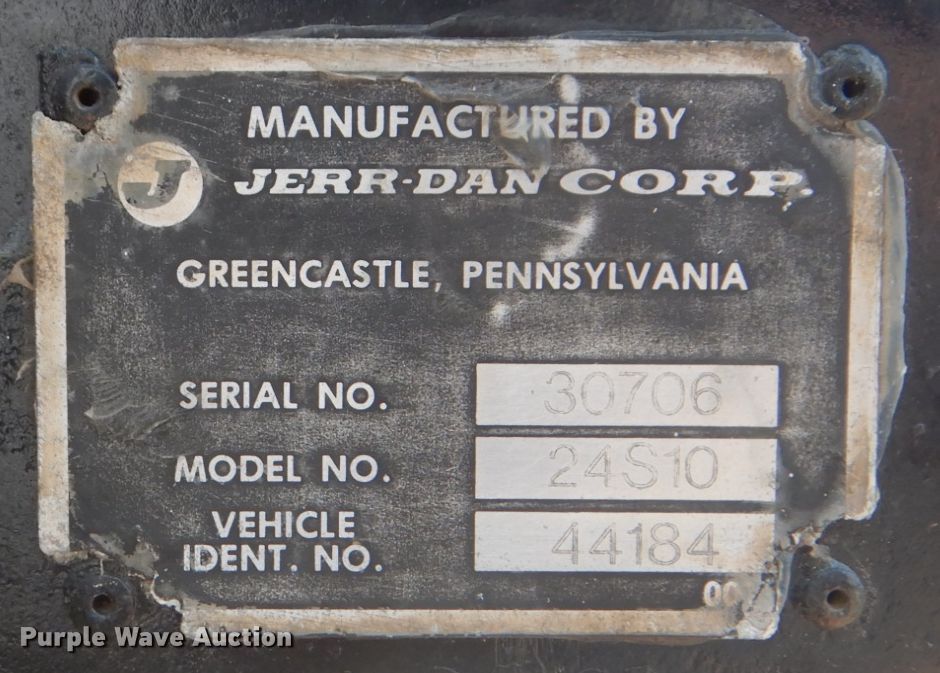 MANUFACTURED BY
J JERR-DAN CORP.
GREENCASTLE, PENNSYLVANIA
SERIAL NO. 30706
MODEL NO. 24S10
VEHICLE
IDENT. NO. 44184
Purple Wave Auction